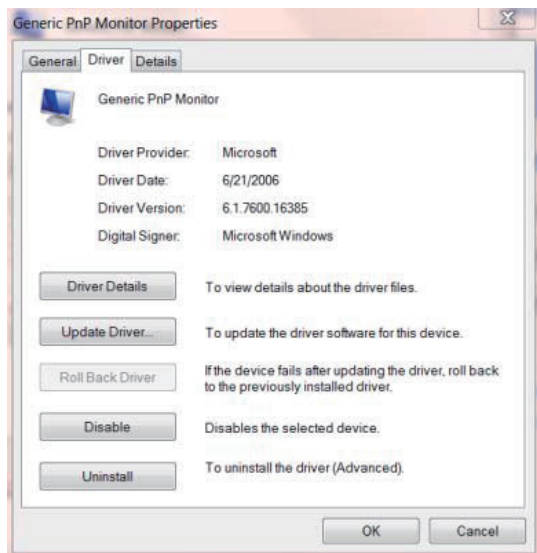 Generic PnP Monitor Properties
General Driver Details
Generic PnP Monitor
Driver Provider: Microsoft
Driver Date: 6/21/2006
Driver Version: 6.1.7600.16385
Digital Signer: Microsoft Windows
Driver Details To view details about the driver files.
Update Driver... To update the driver software for this device.
Roll Back Driver If the device fails after updating the driver, roll back
to the previously installed driver.
Disable Disables the selected device.
Uninstall To uninstall the driver (Advanced).
OK Cancel